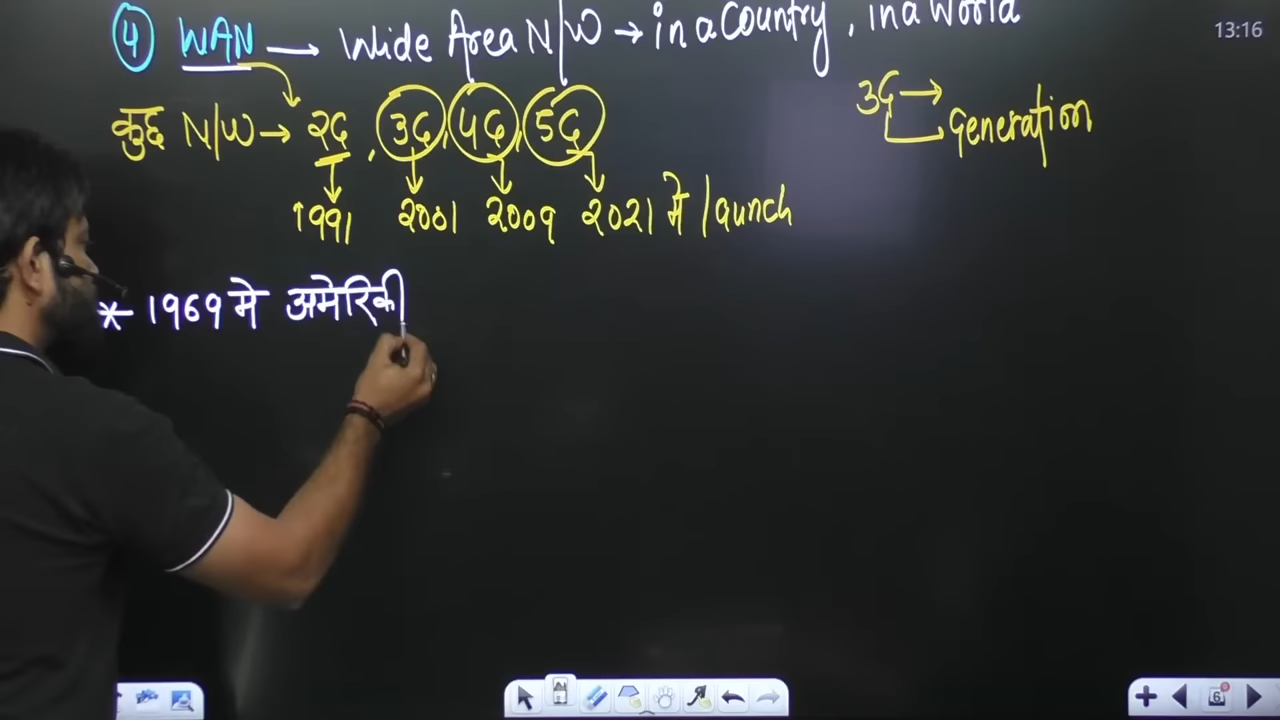 ④ WAN → Wide Area N/W → in a Country, in a World
13:16
3G → Generation
कुछ N/W → 2G, 3G, 4G, 5G
1991 2001 2009 2021 मे launch
* 1969 मे अमेरिकी
6